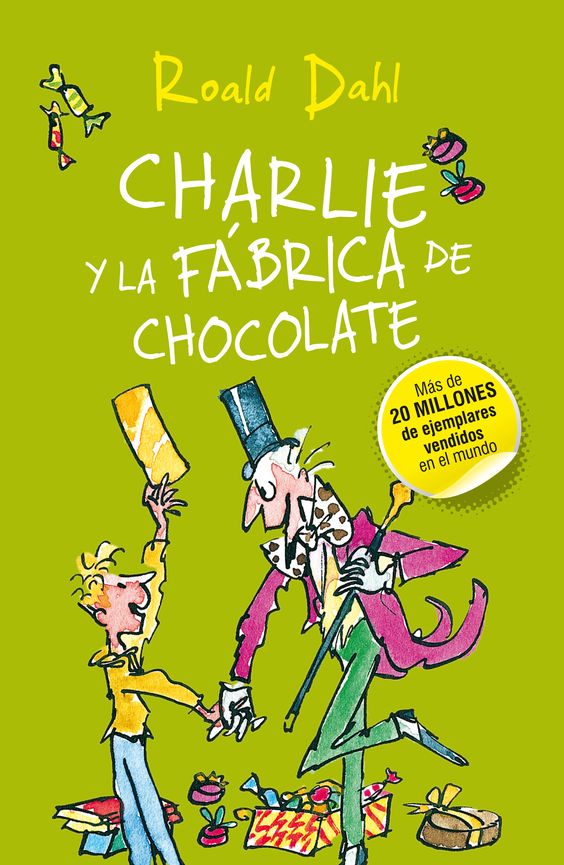 Roald Dahl
CHARLIE
Y LA FÁBRICA DE
CHOCOLATE
Más de
20 MILLONES
de ejemplares
vendidos
en el mundo